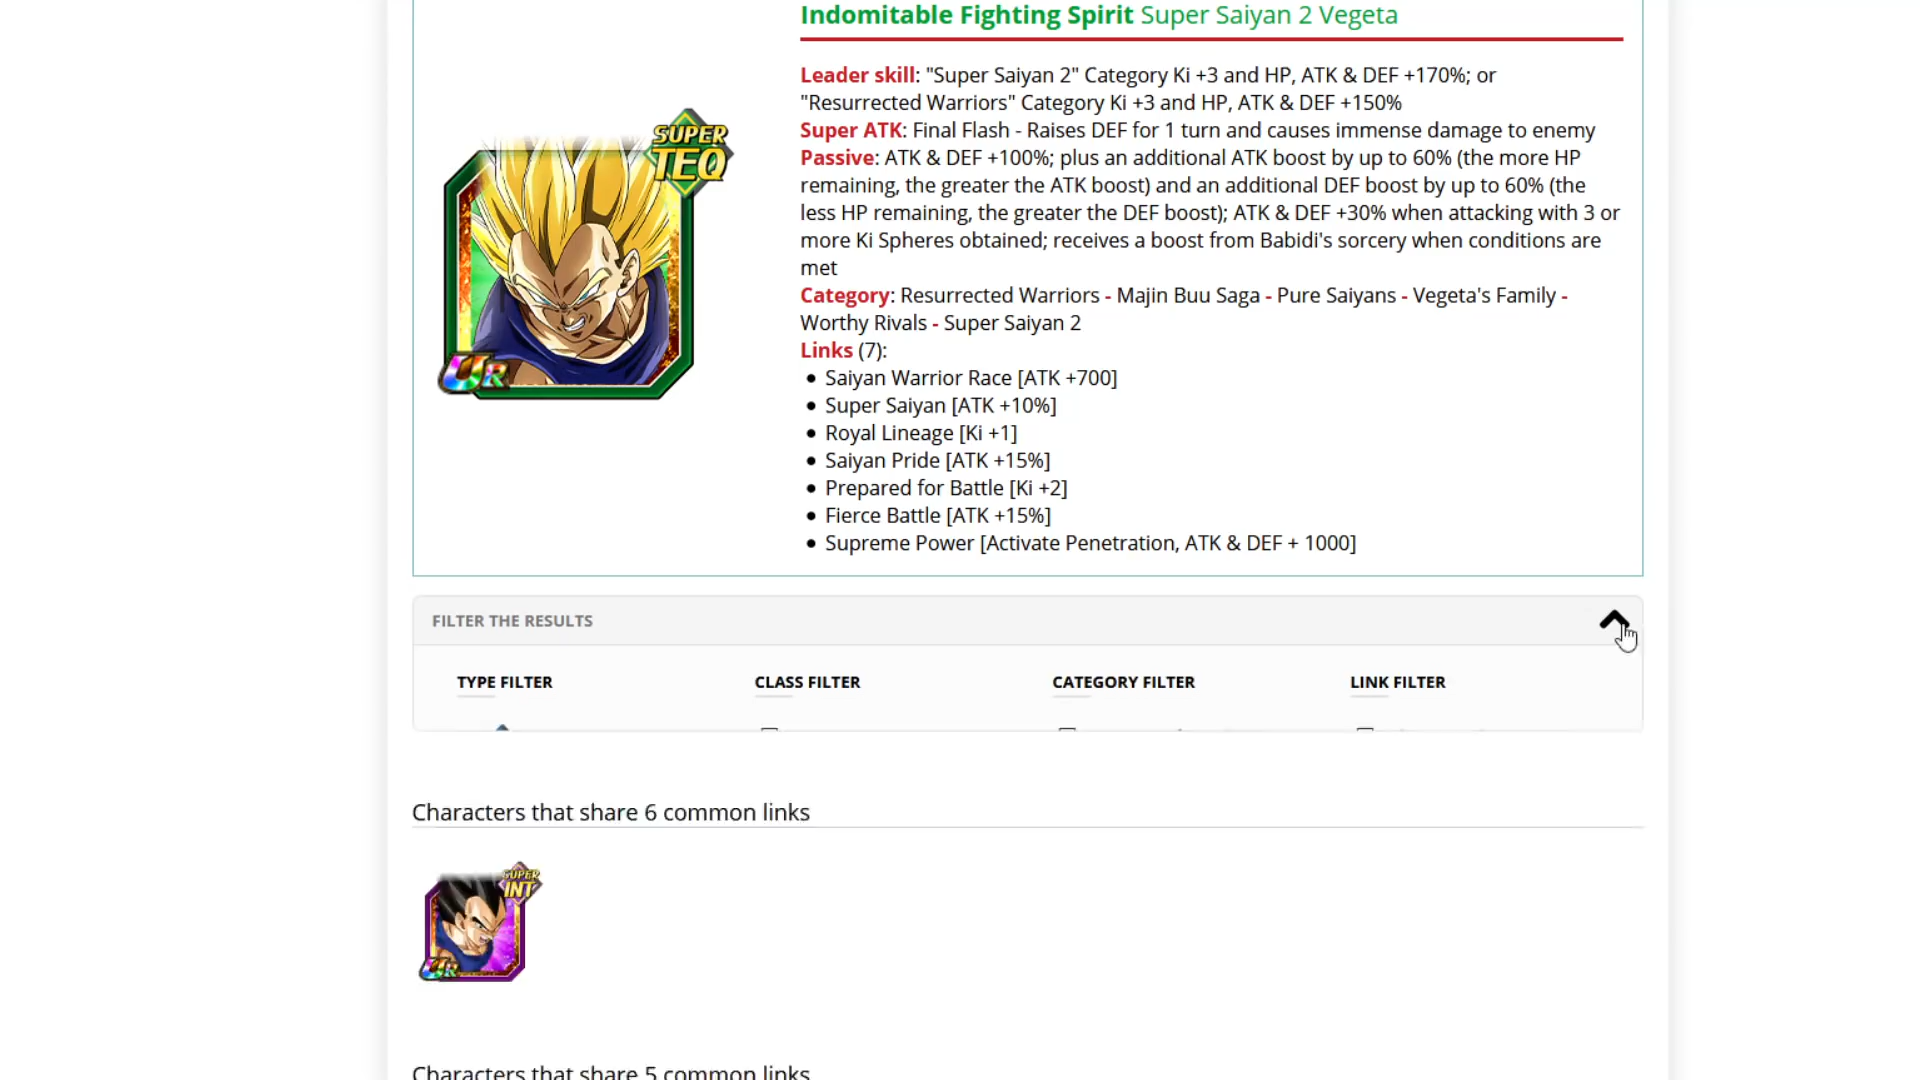 Indomitable Fighting Spirit Super Saiyan 2 Vegeta
Leader skill: "Super Saiyan 2" Category Ki +3 and HP, ATK & DEF +170%; or
"Resurrected Warriors" Category Ki +3 and HP, ATK & DEF +150%
Super ATK: Final Flash - Raises DEF for 1 turn and causes immense damage to enemy
Passive: ATK & DEF +100%; plus an additional ATK boost by up to 60% (the more HP
remaining, the greater the ATK boost) and an additional DEF boost by up to 60% (the
less HP remaining, the greater the DEF boost); ATK & DEF +30% when attacking with 3 or
more Ki Spheres obtained; receives a boost from Babidi's sorcery when conditions are
met
Category: Resurrected Warriors - Majin Buu Saga - Pure Saiyans - Vegeta's Family -
Worthy Rivals - Super Saiyan 2
Links (7):
Saiyan Warrior Race [ATK +700]
Super Saiyan [ATK +10%]
Royal Lineage [Ki +1]
Saiyan Pride [ATK +15%]
Prepared for Battle [Ki +2]
Fierce Battle [ATK +15%]
Supreme Power [Activate Penetration, ATK & DEF + 1000]
SUPER
TEQ
UR
FILTER THE RESULTS
TYPE FILTER
CLASS FILTER
CATEGORY FILTER
LINK FILTER
Characters that share 6 common links
SUPER
INT
UR
Characters that share 5 common links